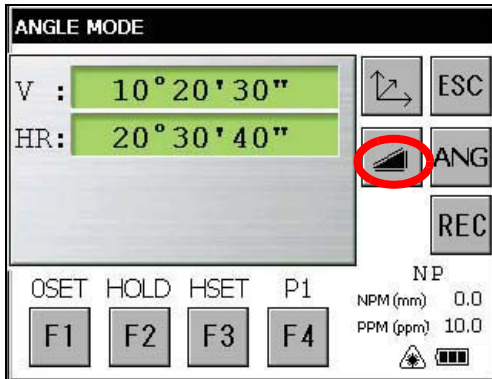 ANGLE MODE
V : 10°20'30"
HR: 20°30'40"
ESC
ANG
REC
0SET HOLD HSET P1
F1 F2 F3 F4
NP
NPM (mm) 0.0
PPM (ppm) 10.0